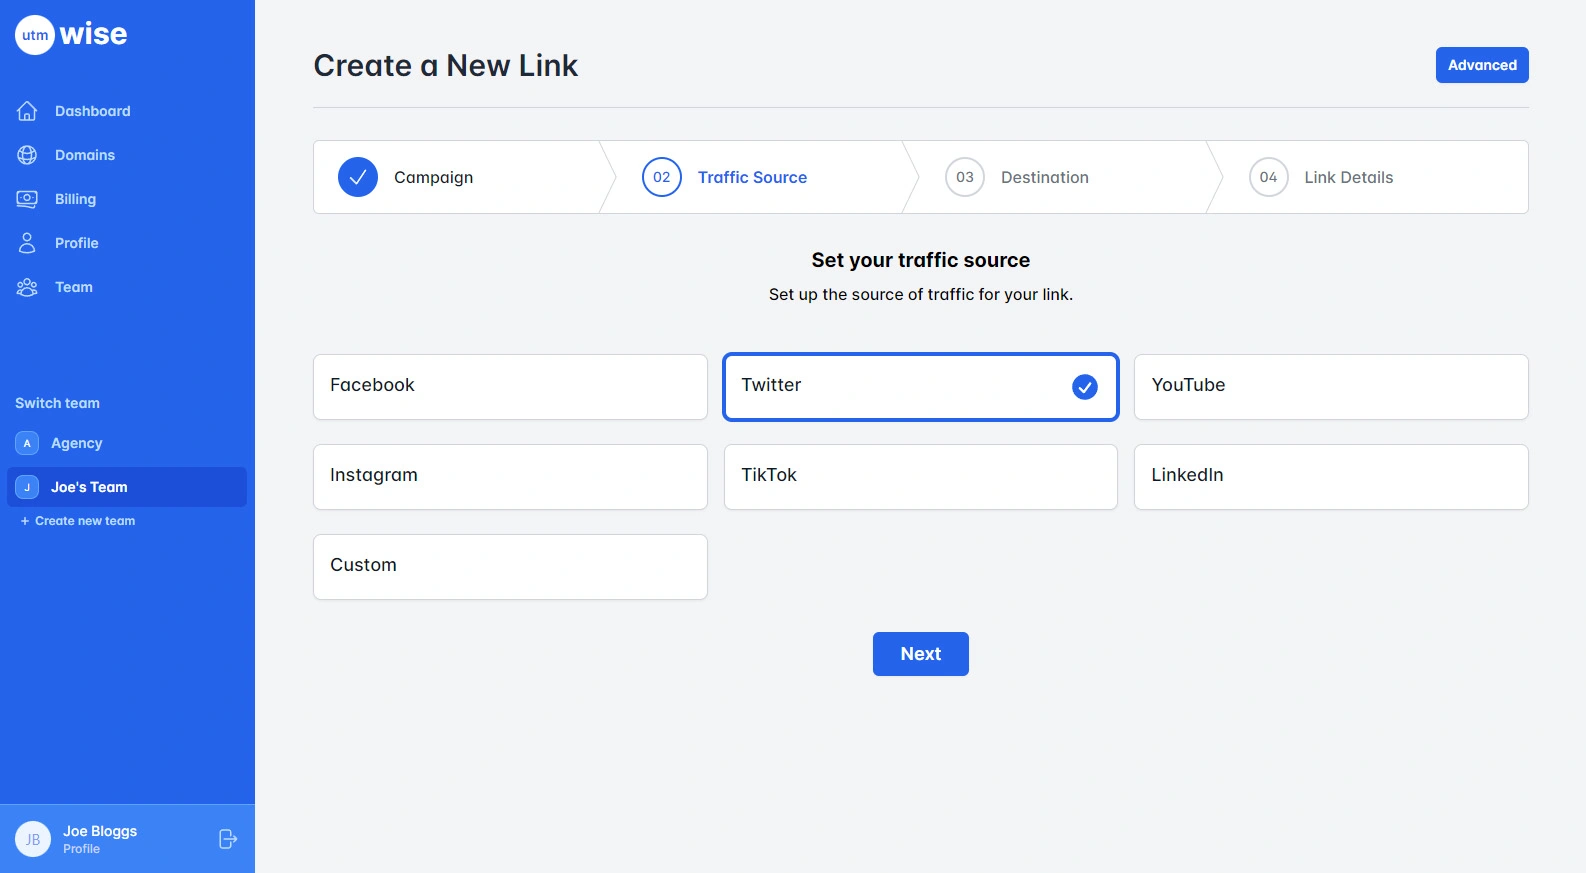 utm wise
Dashboard
Domains
Billing
Profile
Team
Switch team
A Agency
J Joe's Team
+ Create new team
JB Joe Bloggs
Profile
Create a New Link
Advanced
Campaign
02 Traffic Source
03 Destination
04 Link Details
Set your traffic source
Set up the source of traffic for your link.
Facebook
Twitter
YouTube
Instagram
TikTok
LinkedIn
Custom
Next